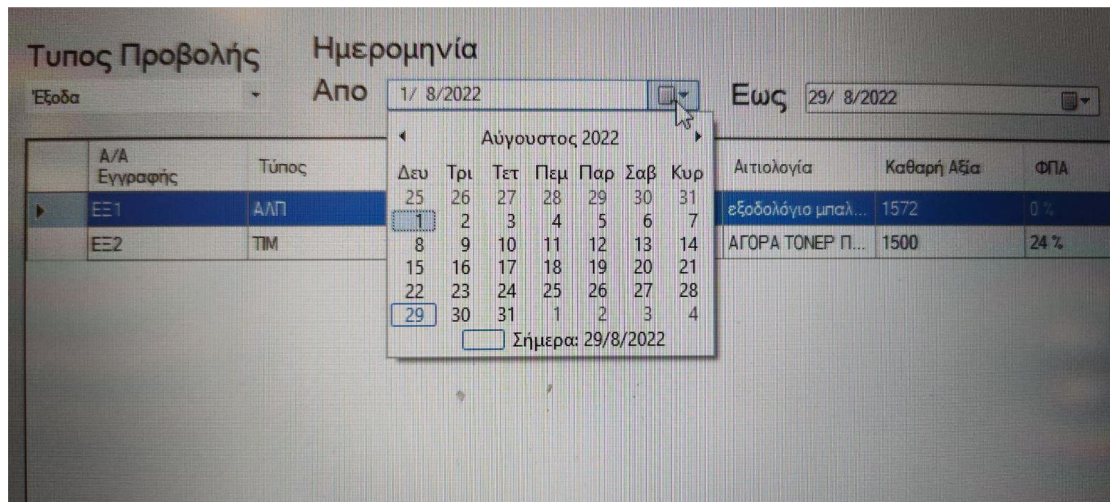 Τυπος Προβολής
Ημερομηνία
Έξοδα
Απο
1/ 8/2022
Εως
29/ 8/2022
Αύγουστος 2022
Δευ Τρι Τετ Πεμ Παρ Σαβ Κυρ
25 26 27 28 29 30 31
1 2 3 4 5 6 7
8 9 10 11 12 13 14
15 16 17 18 19 20 21
22 23 24 25 26 27 28
29 30 31 1 2 3 4
Σήμερα: 29/8/2022
Α/Α
Εγγραφής
Τύπος
Αιτιολογία
Καθαρή Αξία
ΦΠΑ
ΕΞ1 ΑΛΠ εξοδολόγιο μπαλ... 1572 0 %
ΕΞ2 ΤΙΜ ΑΓΟΡΑ ΤΟΝΕΡ Π... 1500 24 %